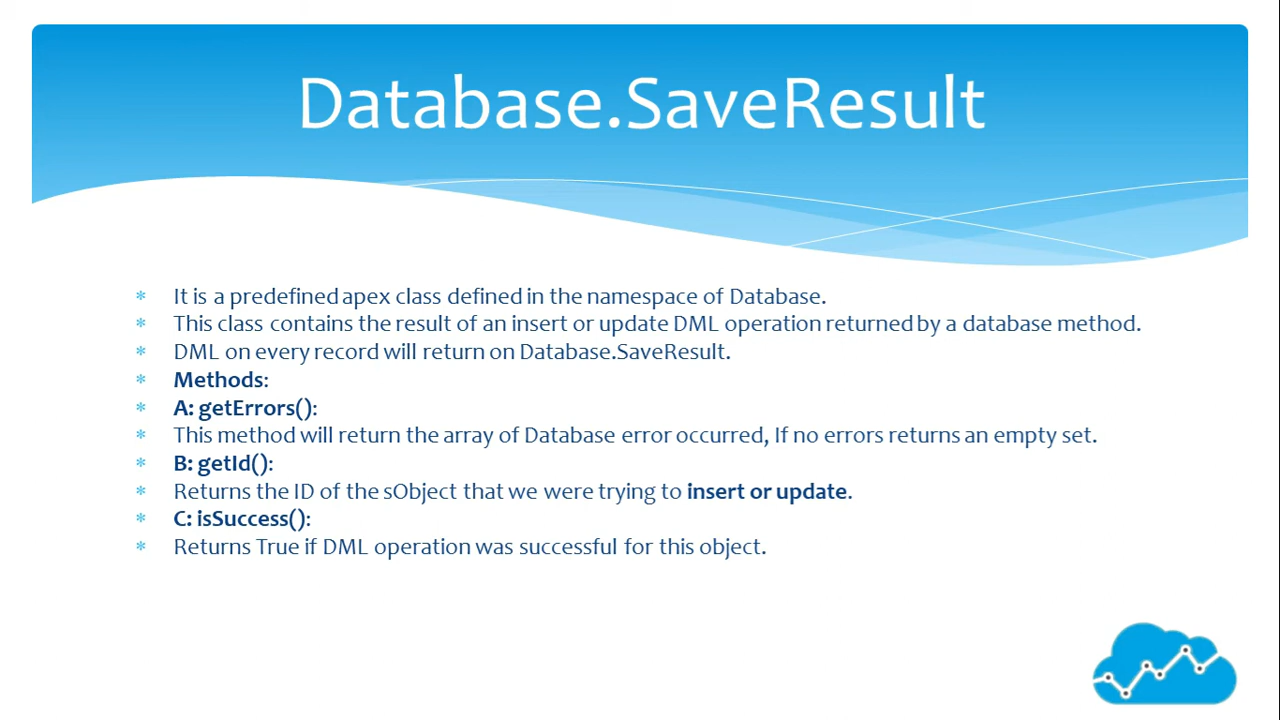 Database.SaveResult
* It is a predefined apex class defined in the namespace of Database.
* This class contains the result of an insert or update DML operation returned by a database method.
* DML on every record will return on Database.SaveResult.
* Methods:
* A: getErrors():
* This method will return the array of Database error occurred, If no errors returns an empty set.
* B: getId():
* Returns the ID of the sObject that we were trying to insert or update.
* C: isSuccess():
* Returns True if DML operation was successful for this object.